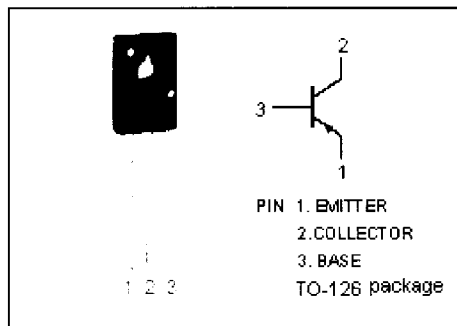 2
3
1
PIN 1. EMITTER
2.COLLECTOR
3. BASE
TO-126 package
1 2 3